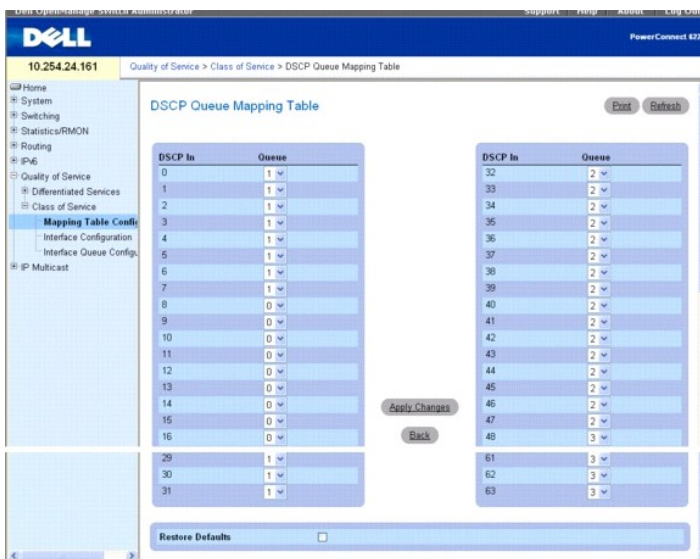 Dell OpenManage Switch Administrator
Support Help About Log Out
DELL
PowerConnect 622
10.254.24.161
Quality of Service > Class of Service > DSCP Queue Mapping Table
Home
System
Switching
Statistics/RMON
Routing
IPv6
Quality of Service
Differentiated Services
Class of Service
Mapping Table Confi
Interface Configuration
Interface Queue Configu
IP Multicast
DSCP Queue Mapping Table
Print Refresh
DSCP In Queue
0 1
1 1
2 1
3 1
4 1
5 1
6 1
7 1
8 0
9 0
10 0
11 0
12 0
13 0
14 0
15 0
16 0
29 1
30 1
31 1
Apply Changes
Back
DSCP In Queue
32 2
33 2
34 2
35 2
36 2
37 2
38 2
39 2
40 2
41 2
42 2
43 2
44 2
45 2
46 2
47 2
48 3
61 3
62 3
63 3
Restore Defaults